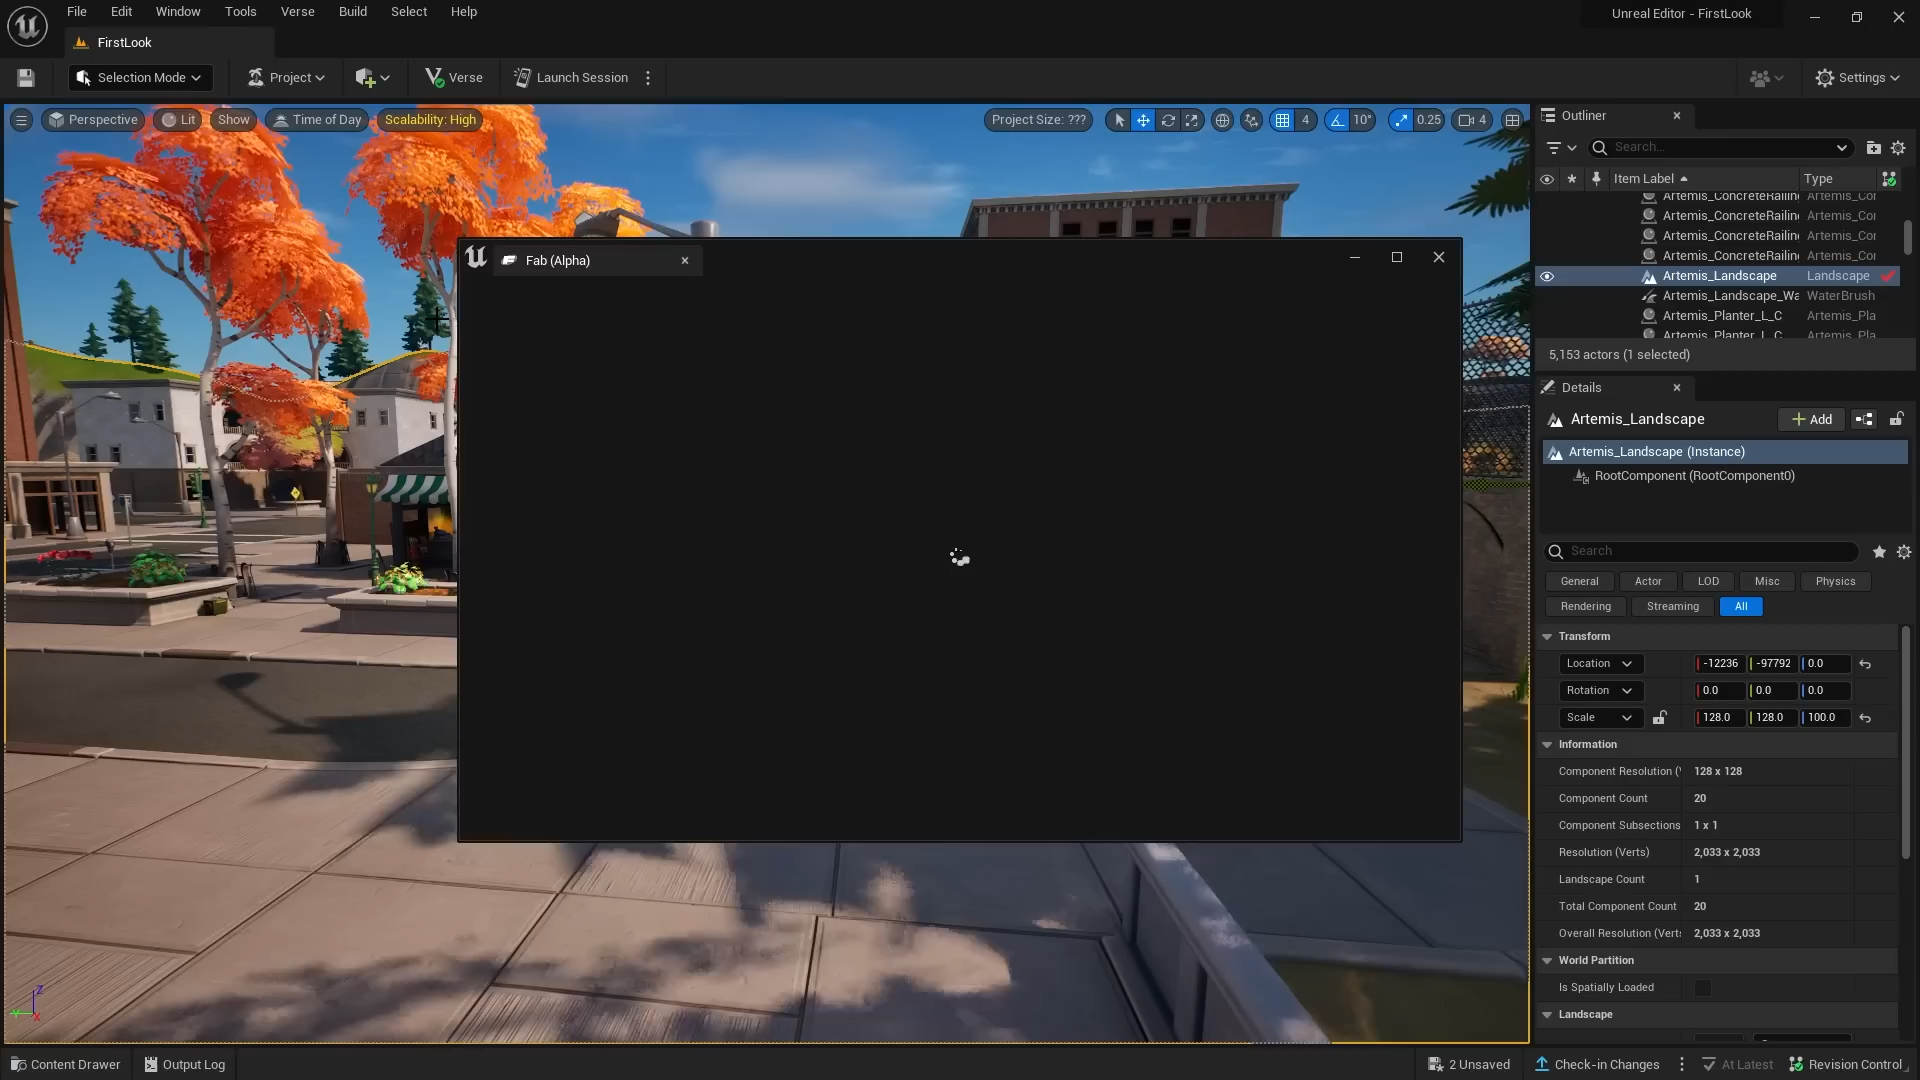 File Edit Window Tools Verse Build Select Help
Unreal Editor - FirstLook
FirstLook
Selection Mode
Project
Verse
Launch Session
Settings
Perspective
Lit
Show
Time of Day
Scalability: High
Project Size: ???
4
10°
0.25
4
Fab (Alpha)
Outliner
Search...
Item Label
Type
Artemis_ConcreteRailin Artemis_Cor
Artemis_ConcreteRailin Artemis_Cor
Artemis_ConcreteRailin Artemis_Cor
Artemis_ConcreteRailin Artemis_Cor
Artemis_Landscape Landscape
Artemis_Landscape_Wa WaterBrush
Artemis_Planter_L_C Artemis_Pla
Artemis_Planter_L_C Artemis_Pla
5,153 actors (1 selected)
Details
Artemis_Landscape
Add
Artemis_Landscape (Instance)
RootComponent (RootComponent0)
Search
General Actor LOD Misc Physics
Rendering Streaming All
Transform
Location -12236 -97792 0.0
Rotation 0.0 0.0 0.0
Scale 128.0 128.0 100.0
Information
Component Resolution ( 128 x 128
Component Count 20
Component Subsections 1 x 1
Resolution (Verts) 2,033 x 2,033
Landscape Count 1
Total Component Count 20
Overall Resolution (Vert 2,033 x 2,033
World Partition
Is Spatially Loaded
Landscape
Z
Y
X
Content Drawer
Output Log
2 Unsaved
Check-in Changes
At Latest
Revision Control